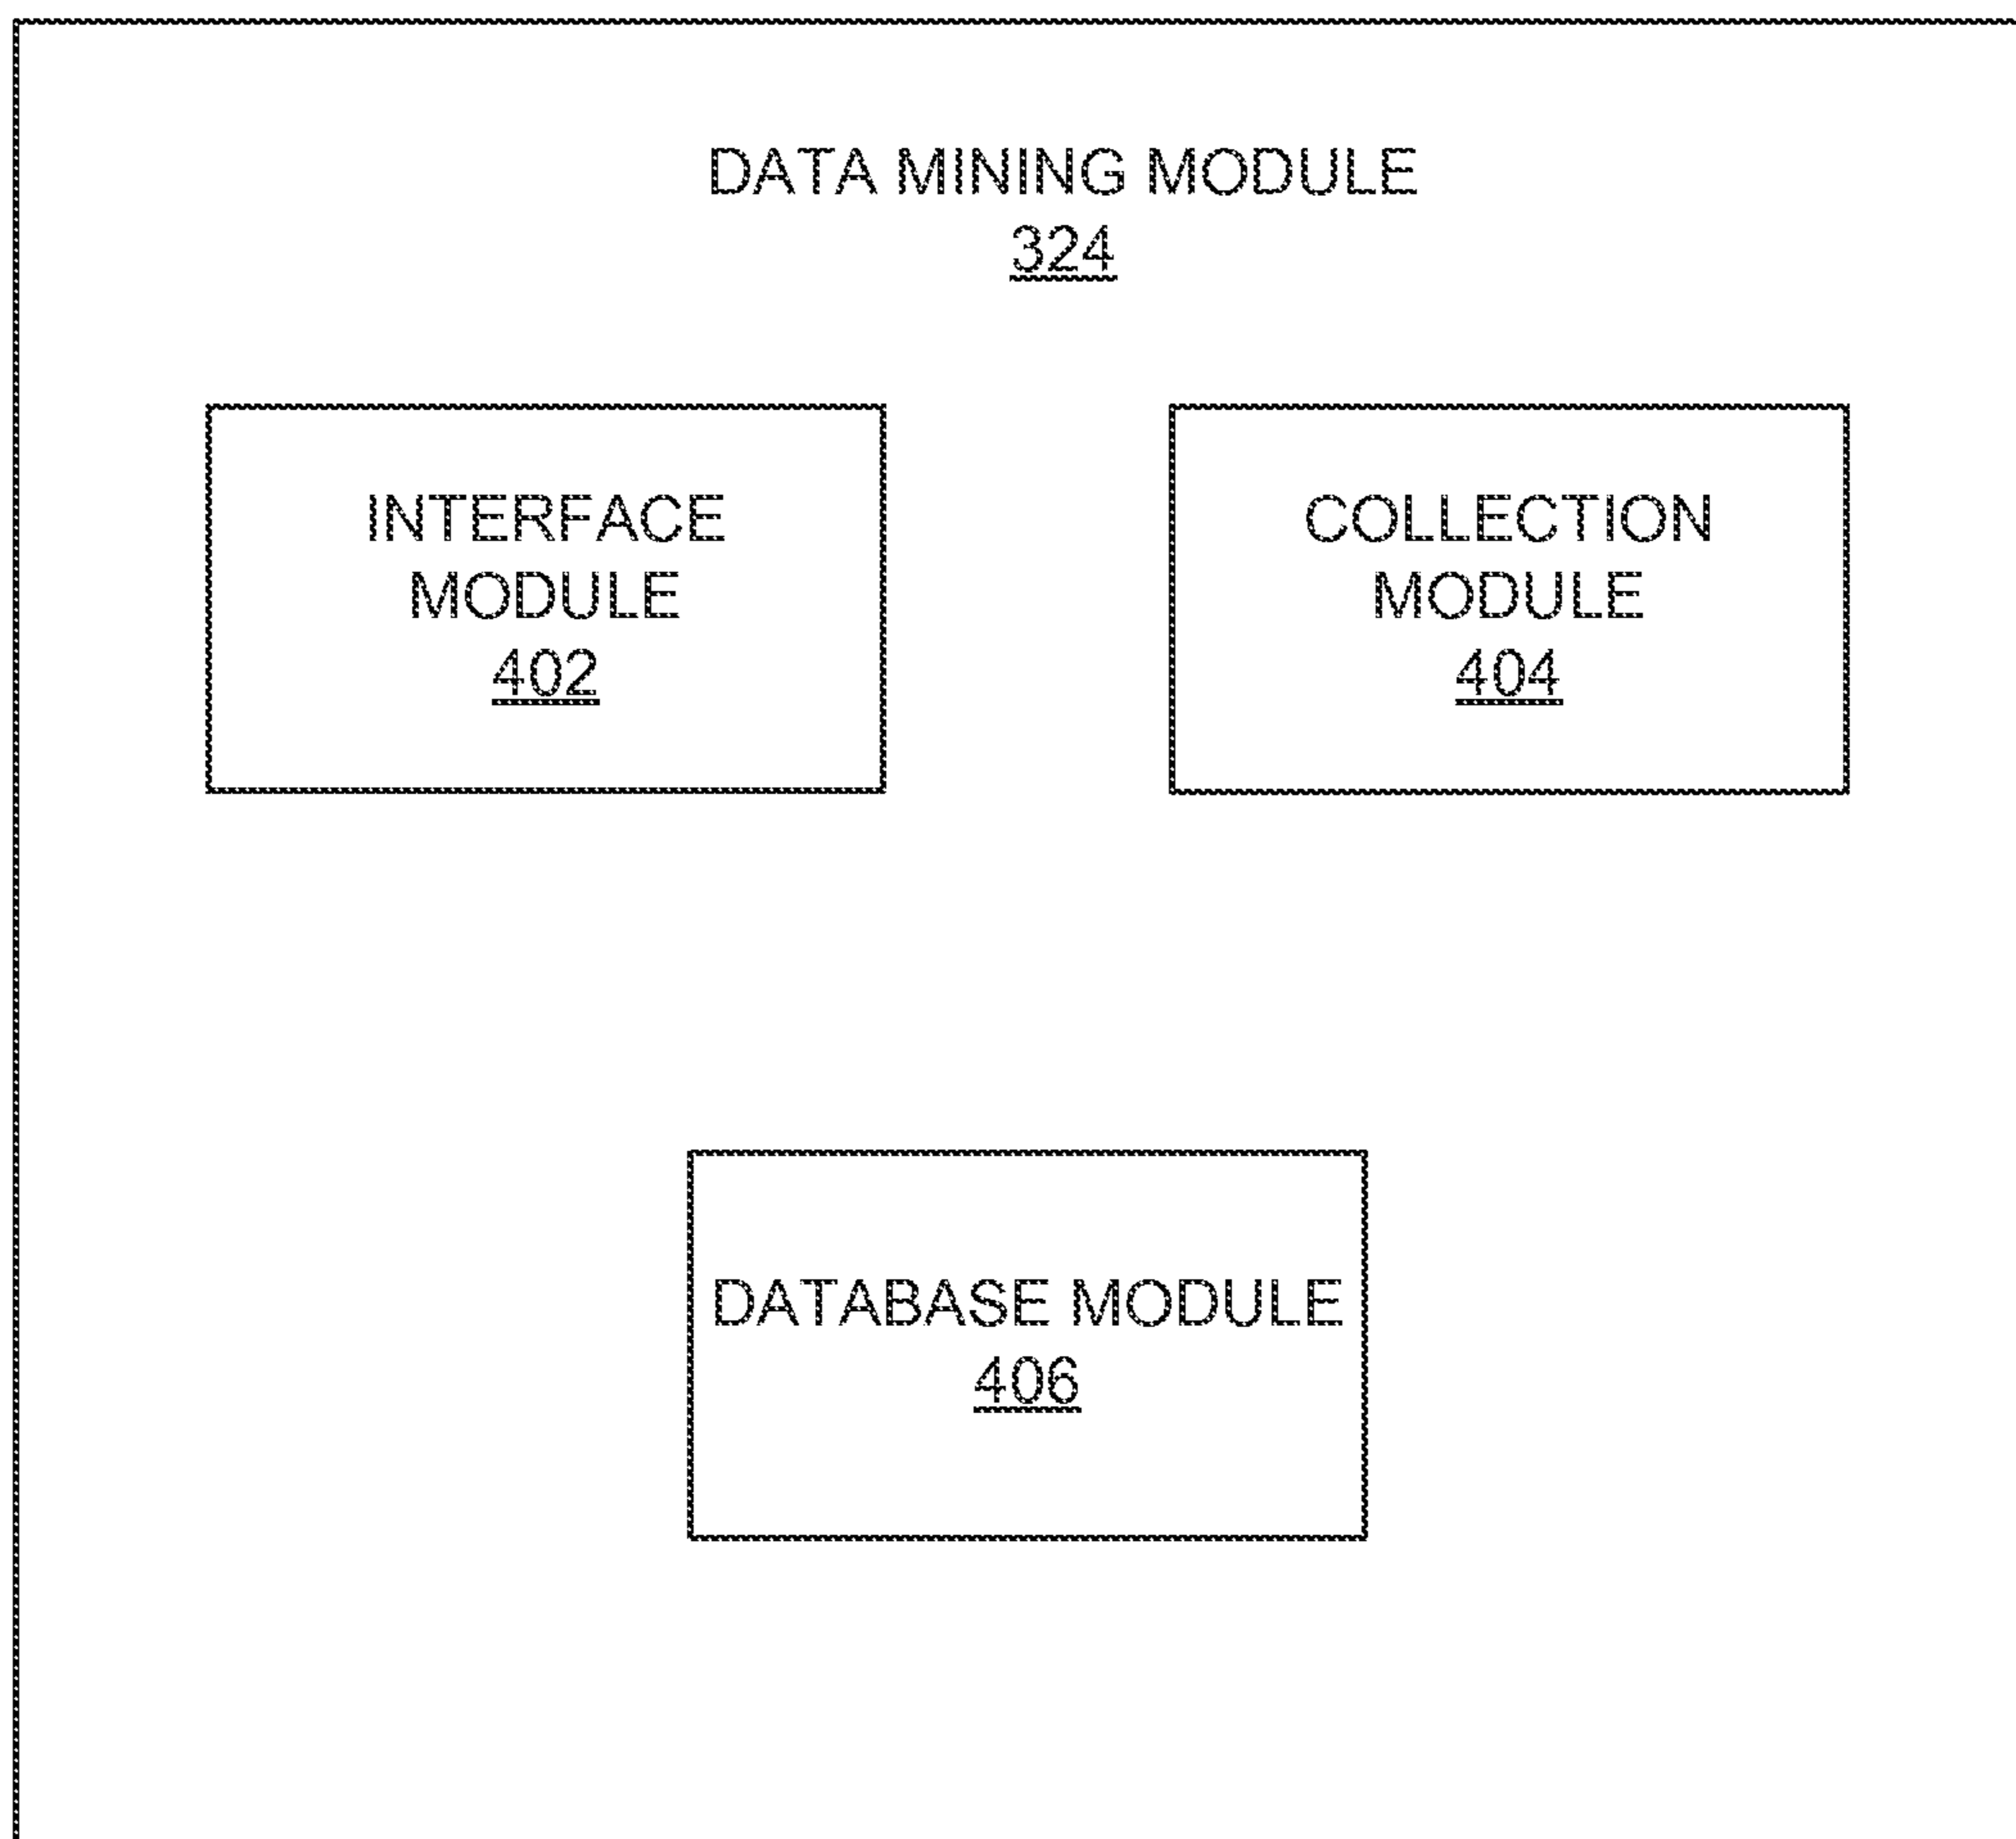 DATA MINING MODULE
324
INTERFACE
MODULE
402
COLLECTION
MODULE
404
DATABASE MODULE
406